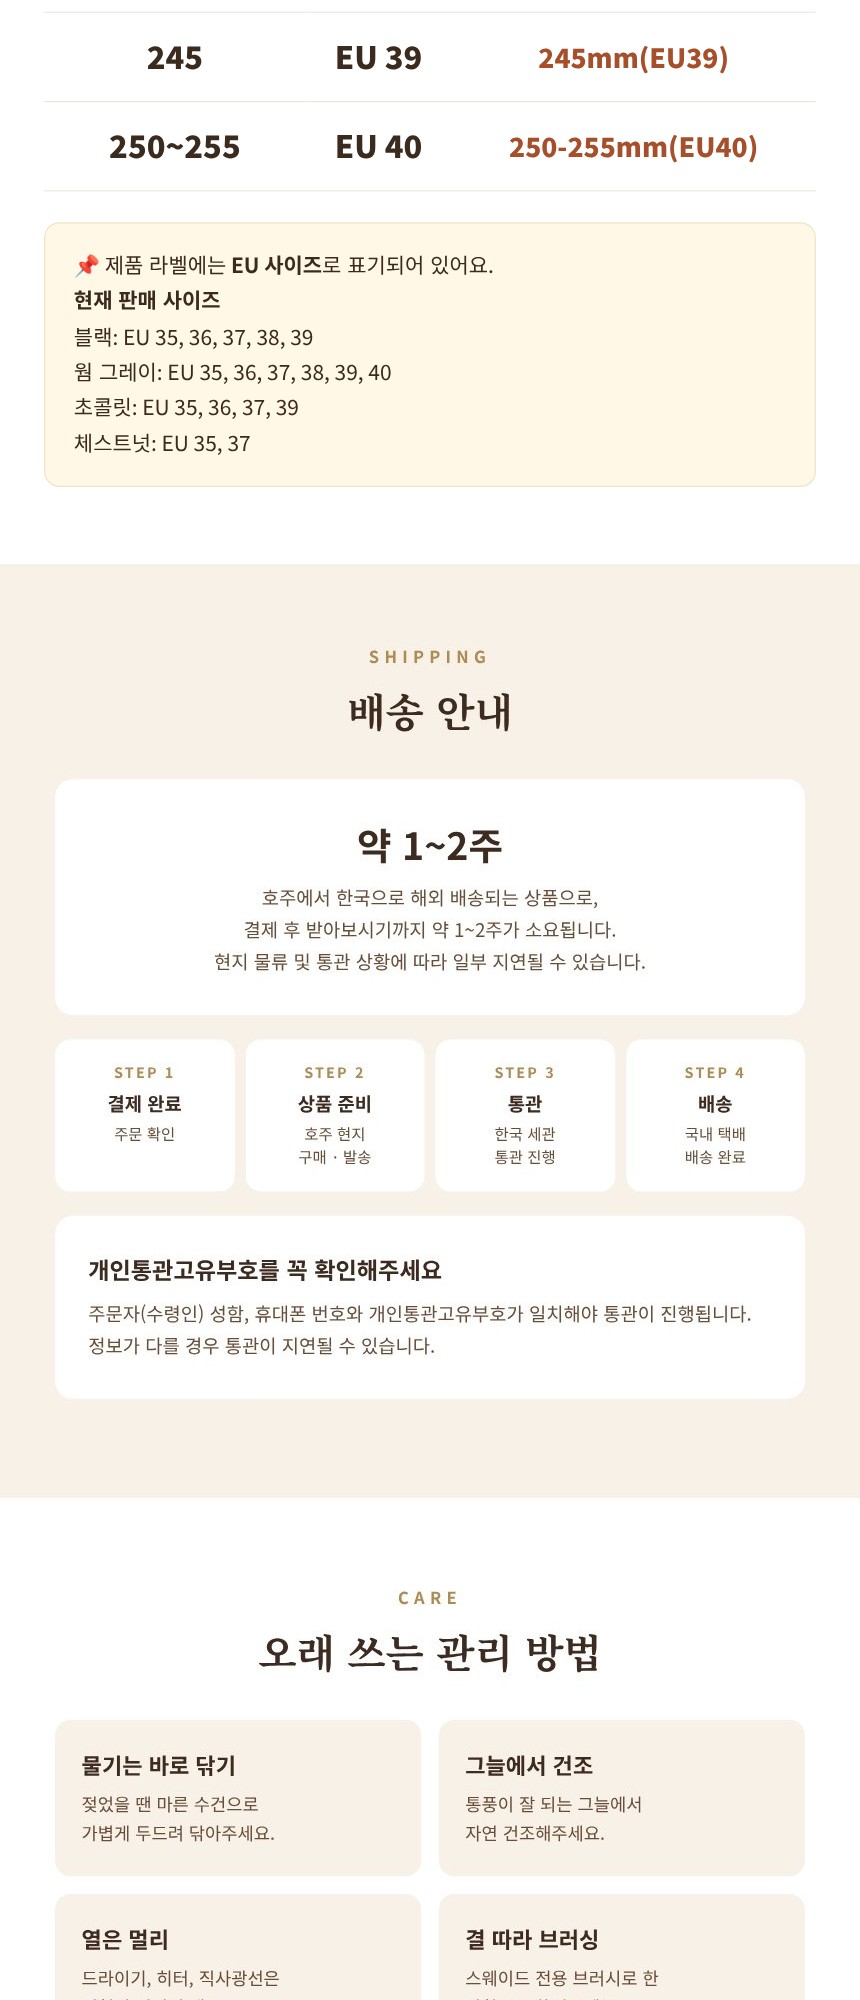 245 EU 39 245mm(EU39)
250~255 EU 40 250-255mm(EU40)
📌 제품 라벨에는 EU 사이즈로 표기되어 있어요.
현재 판매 사이즈
블랙: EU 35, 36, 37, 38, 39
웜 그레이: EU 35, 36, 37, 38, 39, 40
초콜릿: EU 35, 36, 37, 39
체스트넛: EU 35, 37
SHIPPING
배송 안내
약 1~2주
호주에서 한국으로 해외 배송되는 상품으로,
결제 후 받아보시기까지 약 1~2주가 소요됩니다.
현지 물류 및 통관 상황에 따라 일부 지연될 수 있습니다.
STEP 1
결제 완료
주문 확인
STEP 2
상품 준비
호주 현지
구매 · 발송
STEP 3
통관
한국 세관
통관 진행
STEP 4
배송
국내 택배
배송 완료
개인통관고유부호를 꼭 확인해주세요
주문자(수령인) 성함, 휴대폰 번호와 개인통관고유부호가 일치해야 통관이 진행됩니다.
정보가 다를 경우 통관이 지연될 수 있습니다.
CARE
오래 쓰는 관리 방법
물기는 바로 닦기
젖었을 땐 마른 수건으로
가볍게 두드려 닦아주세요.
그늘에서 건조
통풍이 잘 되는 그늘에서
자연 건조해주세요.
열은 멀리
드라이기, 히터, 직사광선은
결 따라 브러싱
스웨이드 전용 브러시로 한